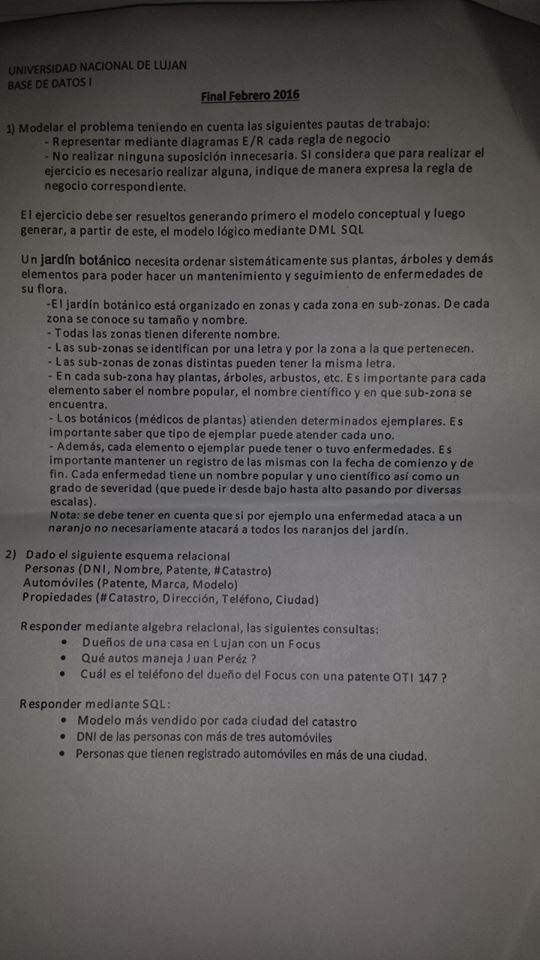 UNIVERSIDAD NACIONAL DE LUJAN
BASE DE DATOS I
Final Febrero 2016
1) Modelar el problema teniendo en cuenta las siguientes pautas de trabajo:
- Representar mediante diagramas E/R cada regla de negocio
- No realizar ninguna suposición innecesaria. Si considera que para realizar el
ejercicio es necesario realizar alguna, indique de manera expresa la regla de
negocio correspondiente.
El ejercicio debe ser resueltos generando primero el modelo conceptual y luego
generar, a partir de este, el modelo lógico mediante DML SQL
Un jardín botánico necesita ordenar sistemáticamente sus plantas, árboles y demás
elementos para poder hacer un mantenimiento y seguimiento de enfermedades de
su flora.
-El jardín botánico está organizado en zonas y cada zona en sub-zonas. De cada
zona se conoce su tamaño y nombre.
- Todas las zonas tienen diferente nombre.
- Las sub-zonas se identifican por una letra y por la zona a la que pertenecen.
- Las sub-zonas de zonas distintas pueden tener la misma letra.
- En cada sub-zona hay plantas, árboles, arbustos, etc. Es importante para cada
elemento saber el nombre popular, el nombre científico y en que sub-zona se
encuentra.
- Los botánicos (médicos de plantas) atienden determinados ejemplares. Es
importante saber que tipo de ejemplar puede atender cada uno.
- Además, cada elemento o ejemplar puede tener o tuvo enfermedades. Es
importante mantener un registro de las mismas con la fecha de comienzo y de
fin. Cada enfermedad tiene un nombre popular y uno científico así como un
grado de severidad (que puede ir desde bajo hasta alto pasando por diversas
escalas).
Nota: se debe tener en cuenta que si por ejemplo una enfermedad ataca a un
naranjo no necesariamente atacará a todos los naranjos del jardín.
2) Dado el siguiente esquema relacional
Personas (DNI, Nombre, Patente, #Catastro)
Automóviles (Patente, Marca, Modelo)
Propiedades (#Catastro, Dirección, Teléfono, Ciudad)
Responder mediante algebra relacional, las siguientes consultas:
• Dueños de una casa en Lujan con un Focus
• Qué autos maneja Juan Peréz ?
• Cuál es el teléfono del dueño del Focus con una patente OTI 147 ?
Responder mediante SQL:
• Modelo más vendido por cada ciudad del catastro
• DNI de las personas con más de tres automóviles
• Personas que tienen registrado automóviles en más de una ciudad.